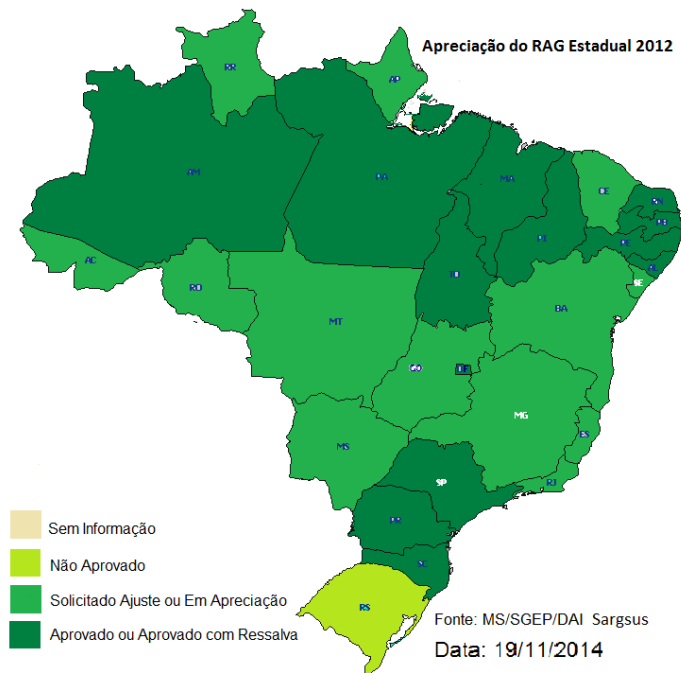 Apreciação do RAG Estadual 2012
RR
AP
AM
PA
MA
CE
RN
PB
PI
PE
AL
SE
AC
RO
TO
BA
MT
GO
DF
MG
ES
MS
SP
RJ
PR
SC
RS
Sem Informação
Não Aprovado
Solicitado Ajuste ou Em Apreciação
Aprovado ou Aprovado com Ressalva
Fonte: MS/SGEP/DAI Sargsus
Data: 19/11/2014